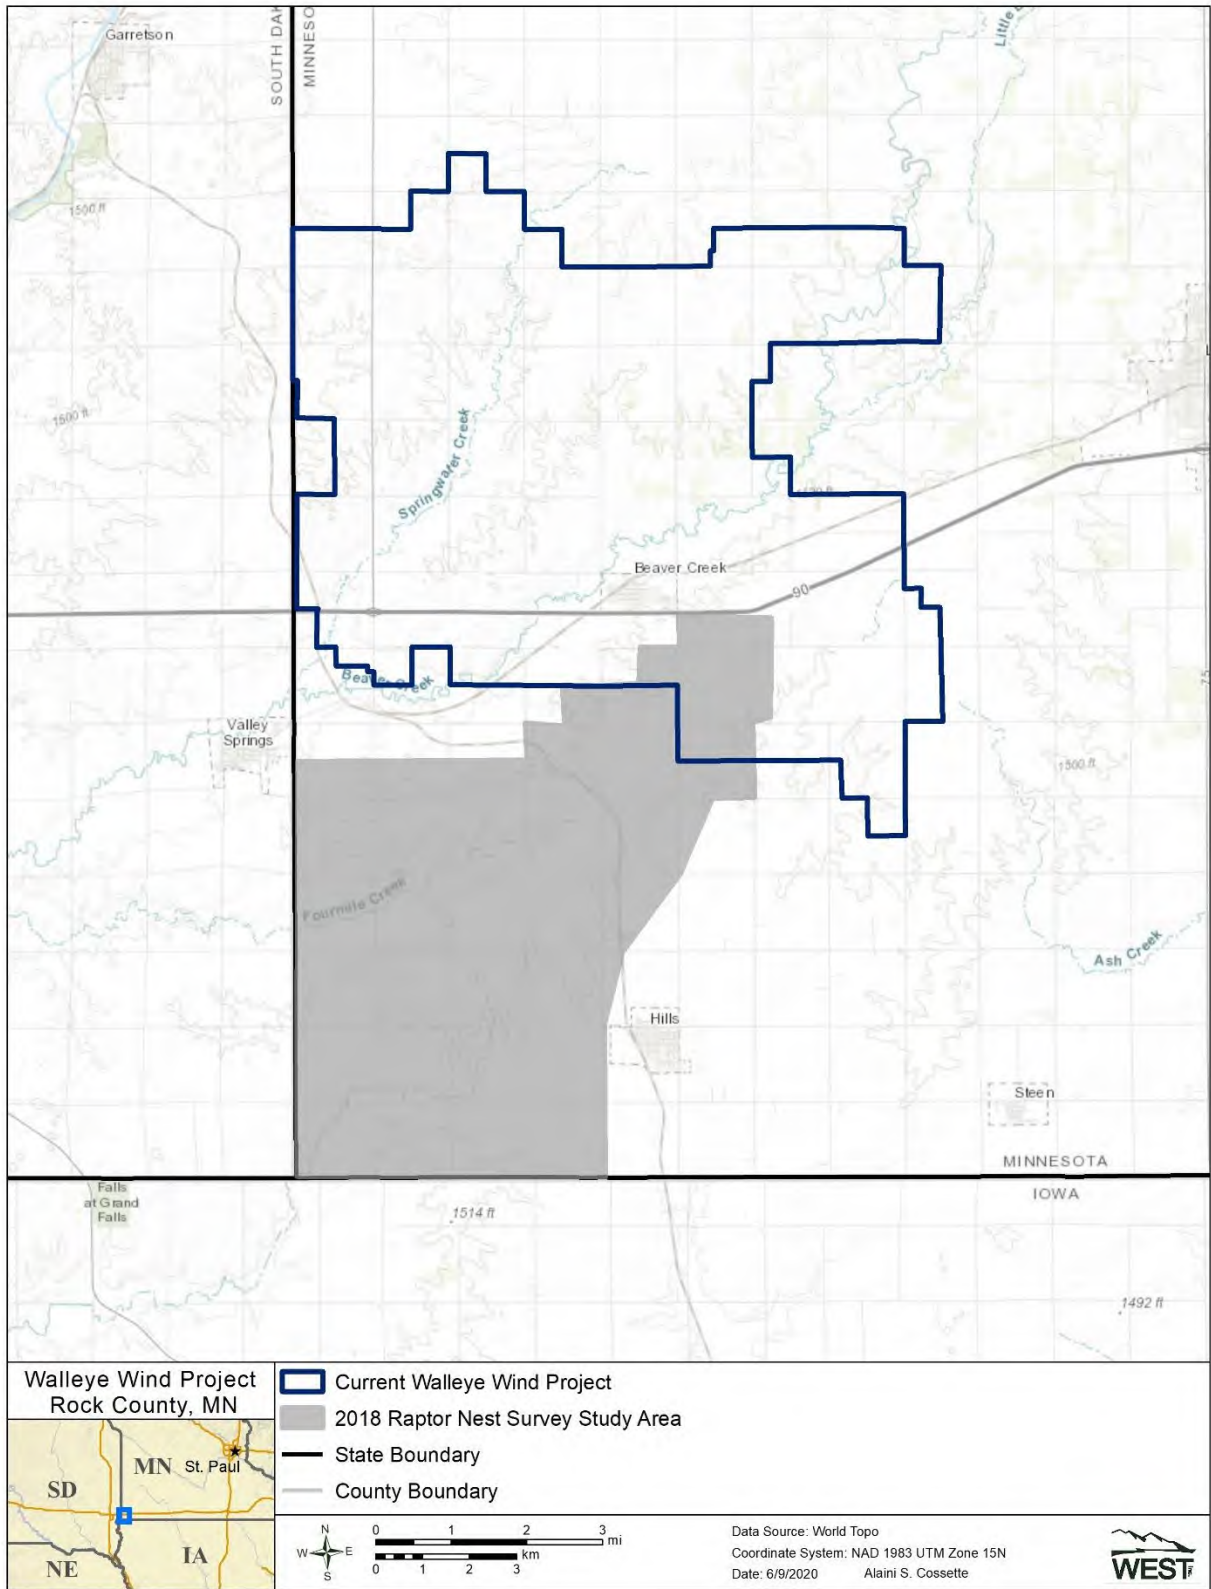 Garretson
SOUTH DAK
MINNESO
Little
1500 ft
1500 ft
Springwater Creek
Beaver Creek
90
Beaver Creek
Valley
Springs
75
1500 ft
Fourmile Creek
Ash Creek
Hills
Steen
MINNESOTA
IOWA
Falls
at Grand
Falls
1514 ft
1492 ft
Walleye Wind Project
Rock County, MN
MN
St. Paul
SD
NE
IA
Current Walleye Wind Project
2018 Raptor Nest Survey Study Area
State Boundary
County Boundary
N
W E
S
0 1 2 3
mi
km
0 1 2 3
Data Source: World Topo
Coordinate System: NAD 1983 UTM Zone 15N
Date: 6/9/2020 Alaini S. Cossette
WEST